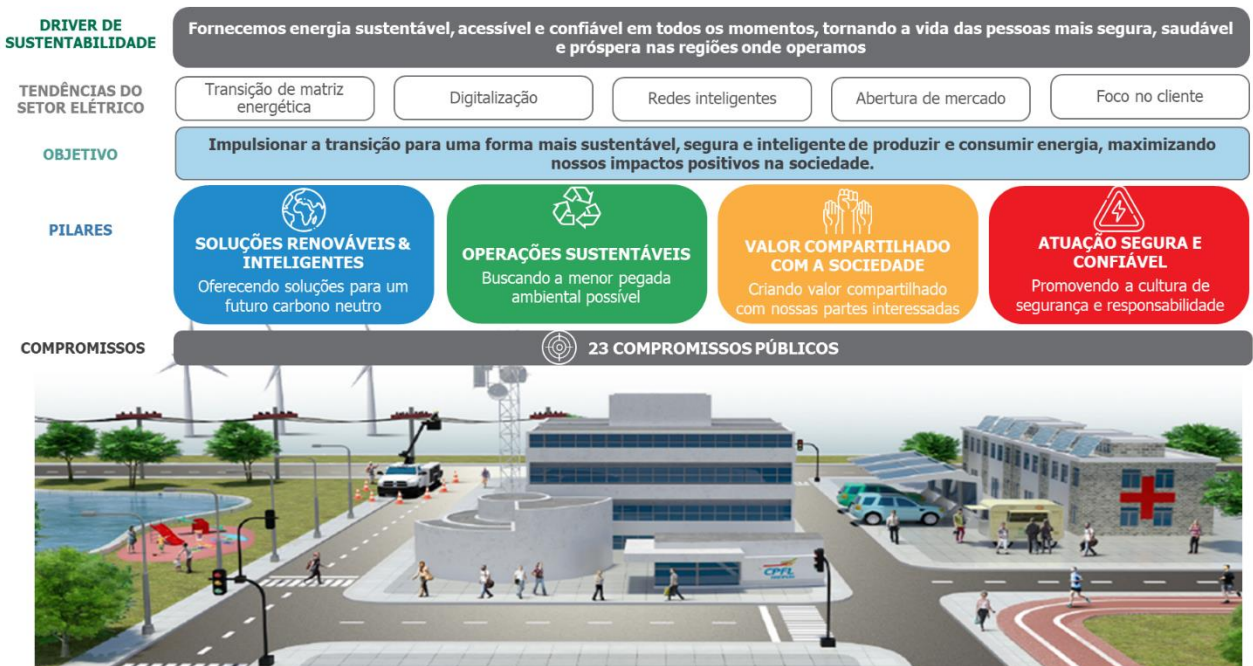 DRIVER DE
SUSTENTABILIDADE
Fornecemos energia sustentável, acessível e confiável em todos os momentos, tornando a vida das pessoas mais segura, saudável
e próspera nas regiões onde operamos
TENDÊNCIAS DO
SETOR ELÉTRICO
Transição de matriz
energética
Digitalização
Redes inteligentes
Abertura de mercado
Foco no cliente
OBJETIVO
Impulsionar a transição para uma forma mais sustentável, segura e inteligente de produzir e consumir energia, maximizando
nossos impactos positivos na sociedade.
PILARES
SOLUÇÕES RENOVÁVEIS &
INTELIGENTES
Oferecendo soluções para um
futuro carbono neutro
OPERAÇÕES SUSTENTÁVEIS
Buscando a menor pegada
ambiental possível
VALOR COMPARTILHADO
COM A SOCIEDADE
Criando valor compartilhado
com nossas partes interessadas
ATUAÇÃO SEGURA E
CONFIÁVEL
Promovendo a cultura de
segurança e responsabilidade
COMPROMISSOS
23 COMPROMISSOS PÚBLICOS
CPFL